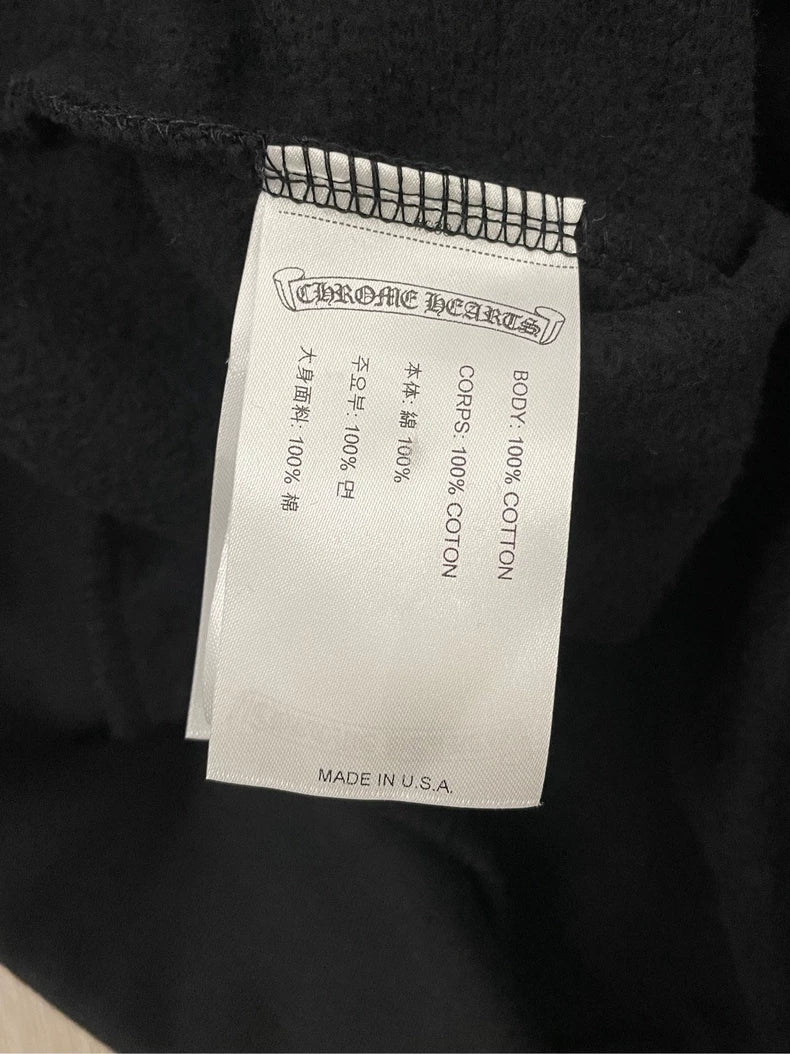 CHROME HEARTS
BODY: 100% COTTON
CORPS: 100% COTON
本体: 綿 100%
주요부: 100% 면
大身面料: 100% 棉
MADE IN U.S.A.